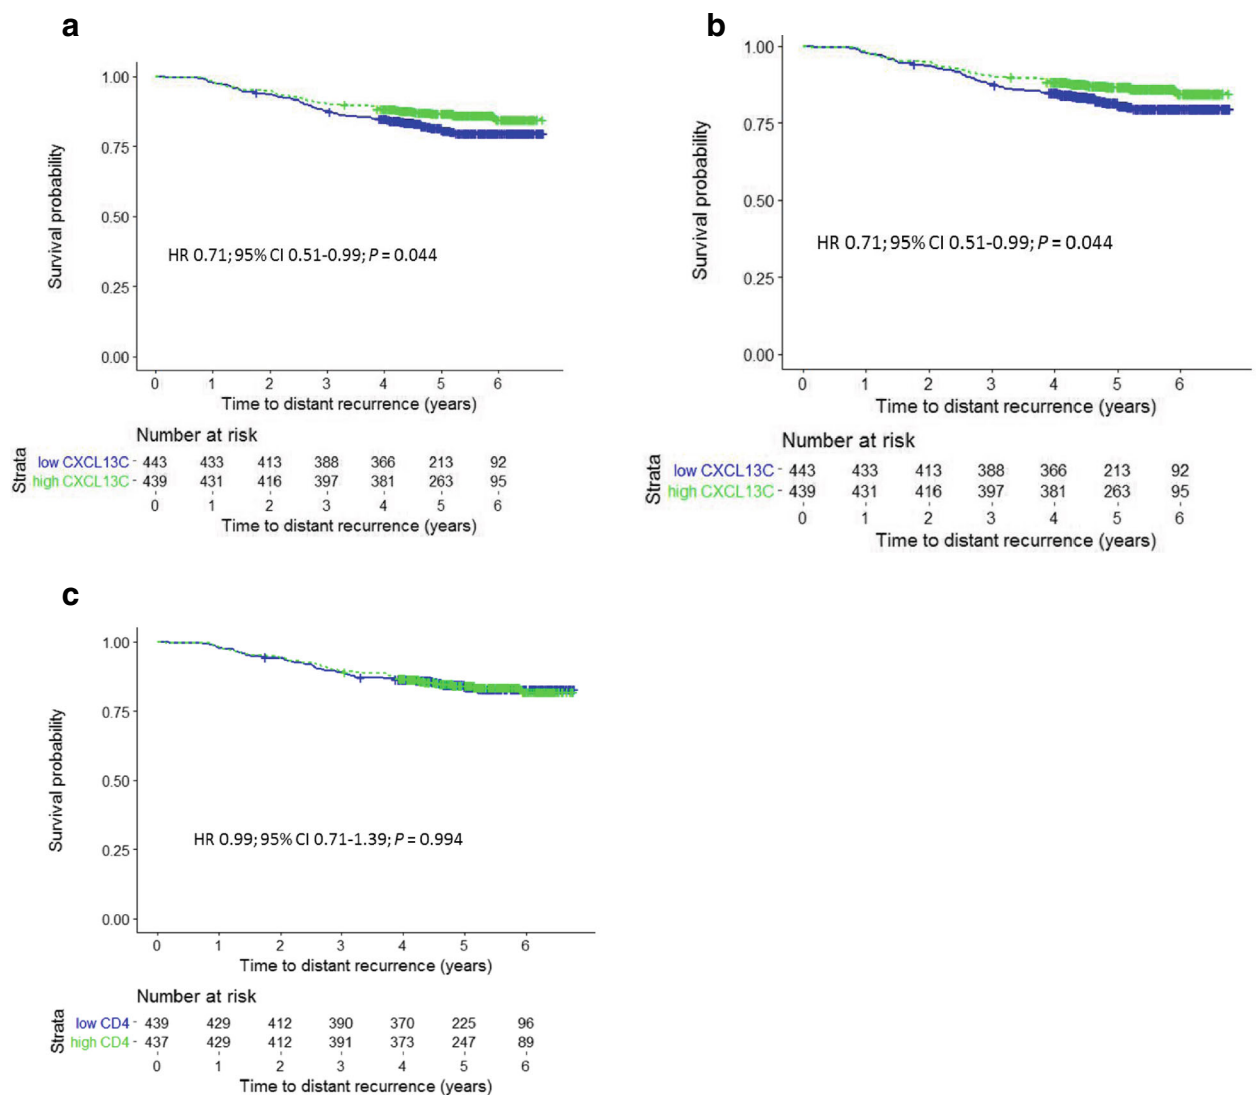 a
Survival probability
1.00
0.75
0.50
0.25
0.00
HR 0.71; 95% CI 0.51-0.99; P = 0.044
0 1 2 3 4 5 6
Time to distant recurrence (years)
Number at risk
Strata
low CXCL13C 443 433 413 388 366 213 92
high CXCL13C 439 431 416 397 381 263 95
0 1 2 3 4 5 6
Time to distant recurrence (years)
b
Survival probability
1.00
0.75
0.50
0.25
0.00
HR 0.71; 95% CI 0.51-0.99; P = 0.044
0 1 2 3 4 5 6
Time to distant recurrence (years)
Number at risk
Strata
low CXCL13C 443 433 413 388 366 213 92
high CXCL13C 439 431 416 397 381 263 95
0 1 2 3 4 5 6
Time to distant recurrence (years)
c
Survival probability
1.00
0.75
0.50
0.25
0.00
HR 0.99; 95% CI 0.71-1.39; P = 0.994
0 1 2 3 4 5 6
Time to distant recurrence (years)
Number at risk
Strata
low CD4 439 429 412 390 370 225 96
high CD4 437 429 412 391 373 247 89
0 1 2 3 4 5 6
Time to distant recurrence (years)